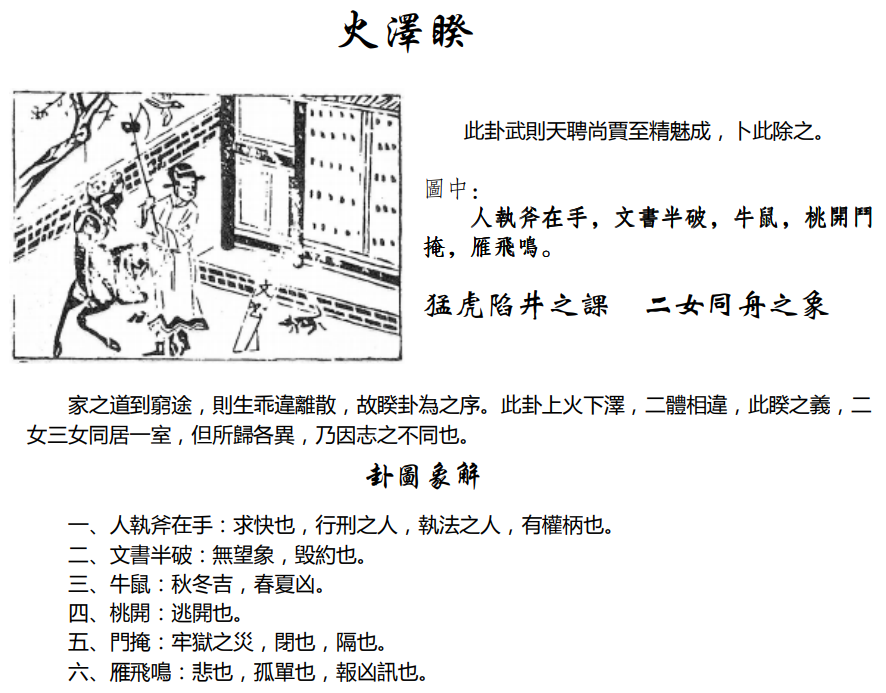 火澤睽
此卦武則天聘尚賈至精魅成，卜此除之。
圖中：
人執斧在手，文書半破，牛鼠，桃開門
掩，雁飛鳴。
猛虎陷井之課 二女同舟之象
文
家之道到窮途，則生乖違離散，故睽卦為之序。此卦上火下澤，二體相違，此睽之義，二
女三女同居一室，但所歸各異，乃因志之不同也。
卦圖象解
一、人執斧在手：求快也，行刑之人，執法之人，有權柄也。
二、文書半破：無望象，毀約也。
三、牛鼠：秋冬吉，春夏凶。
四、桃開：逃開也。
五、門掩：牢獄之災，閉也，隔也。
六、雁飛鳴：悲也，孤單也，報凶訊也。